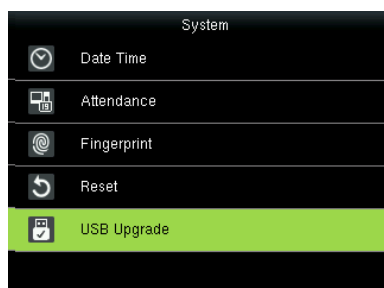 System
Date Time
Attendance
Fingerprint
Reset
USB Upgrade